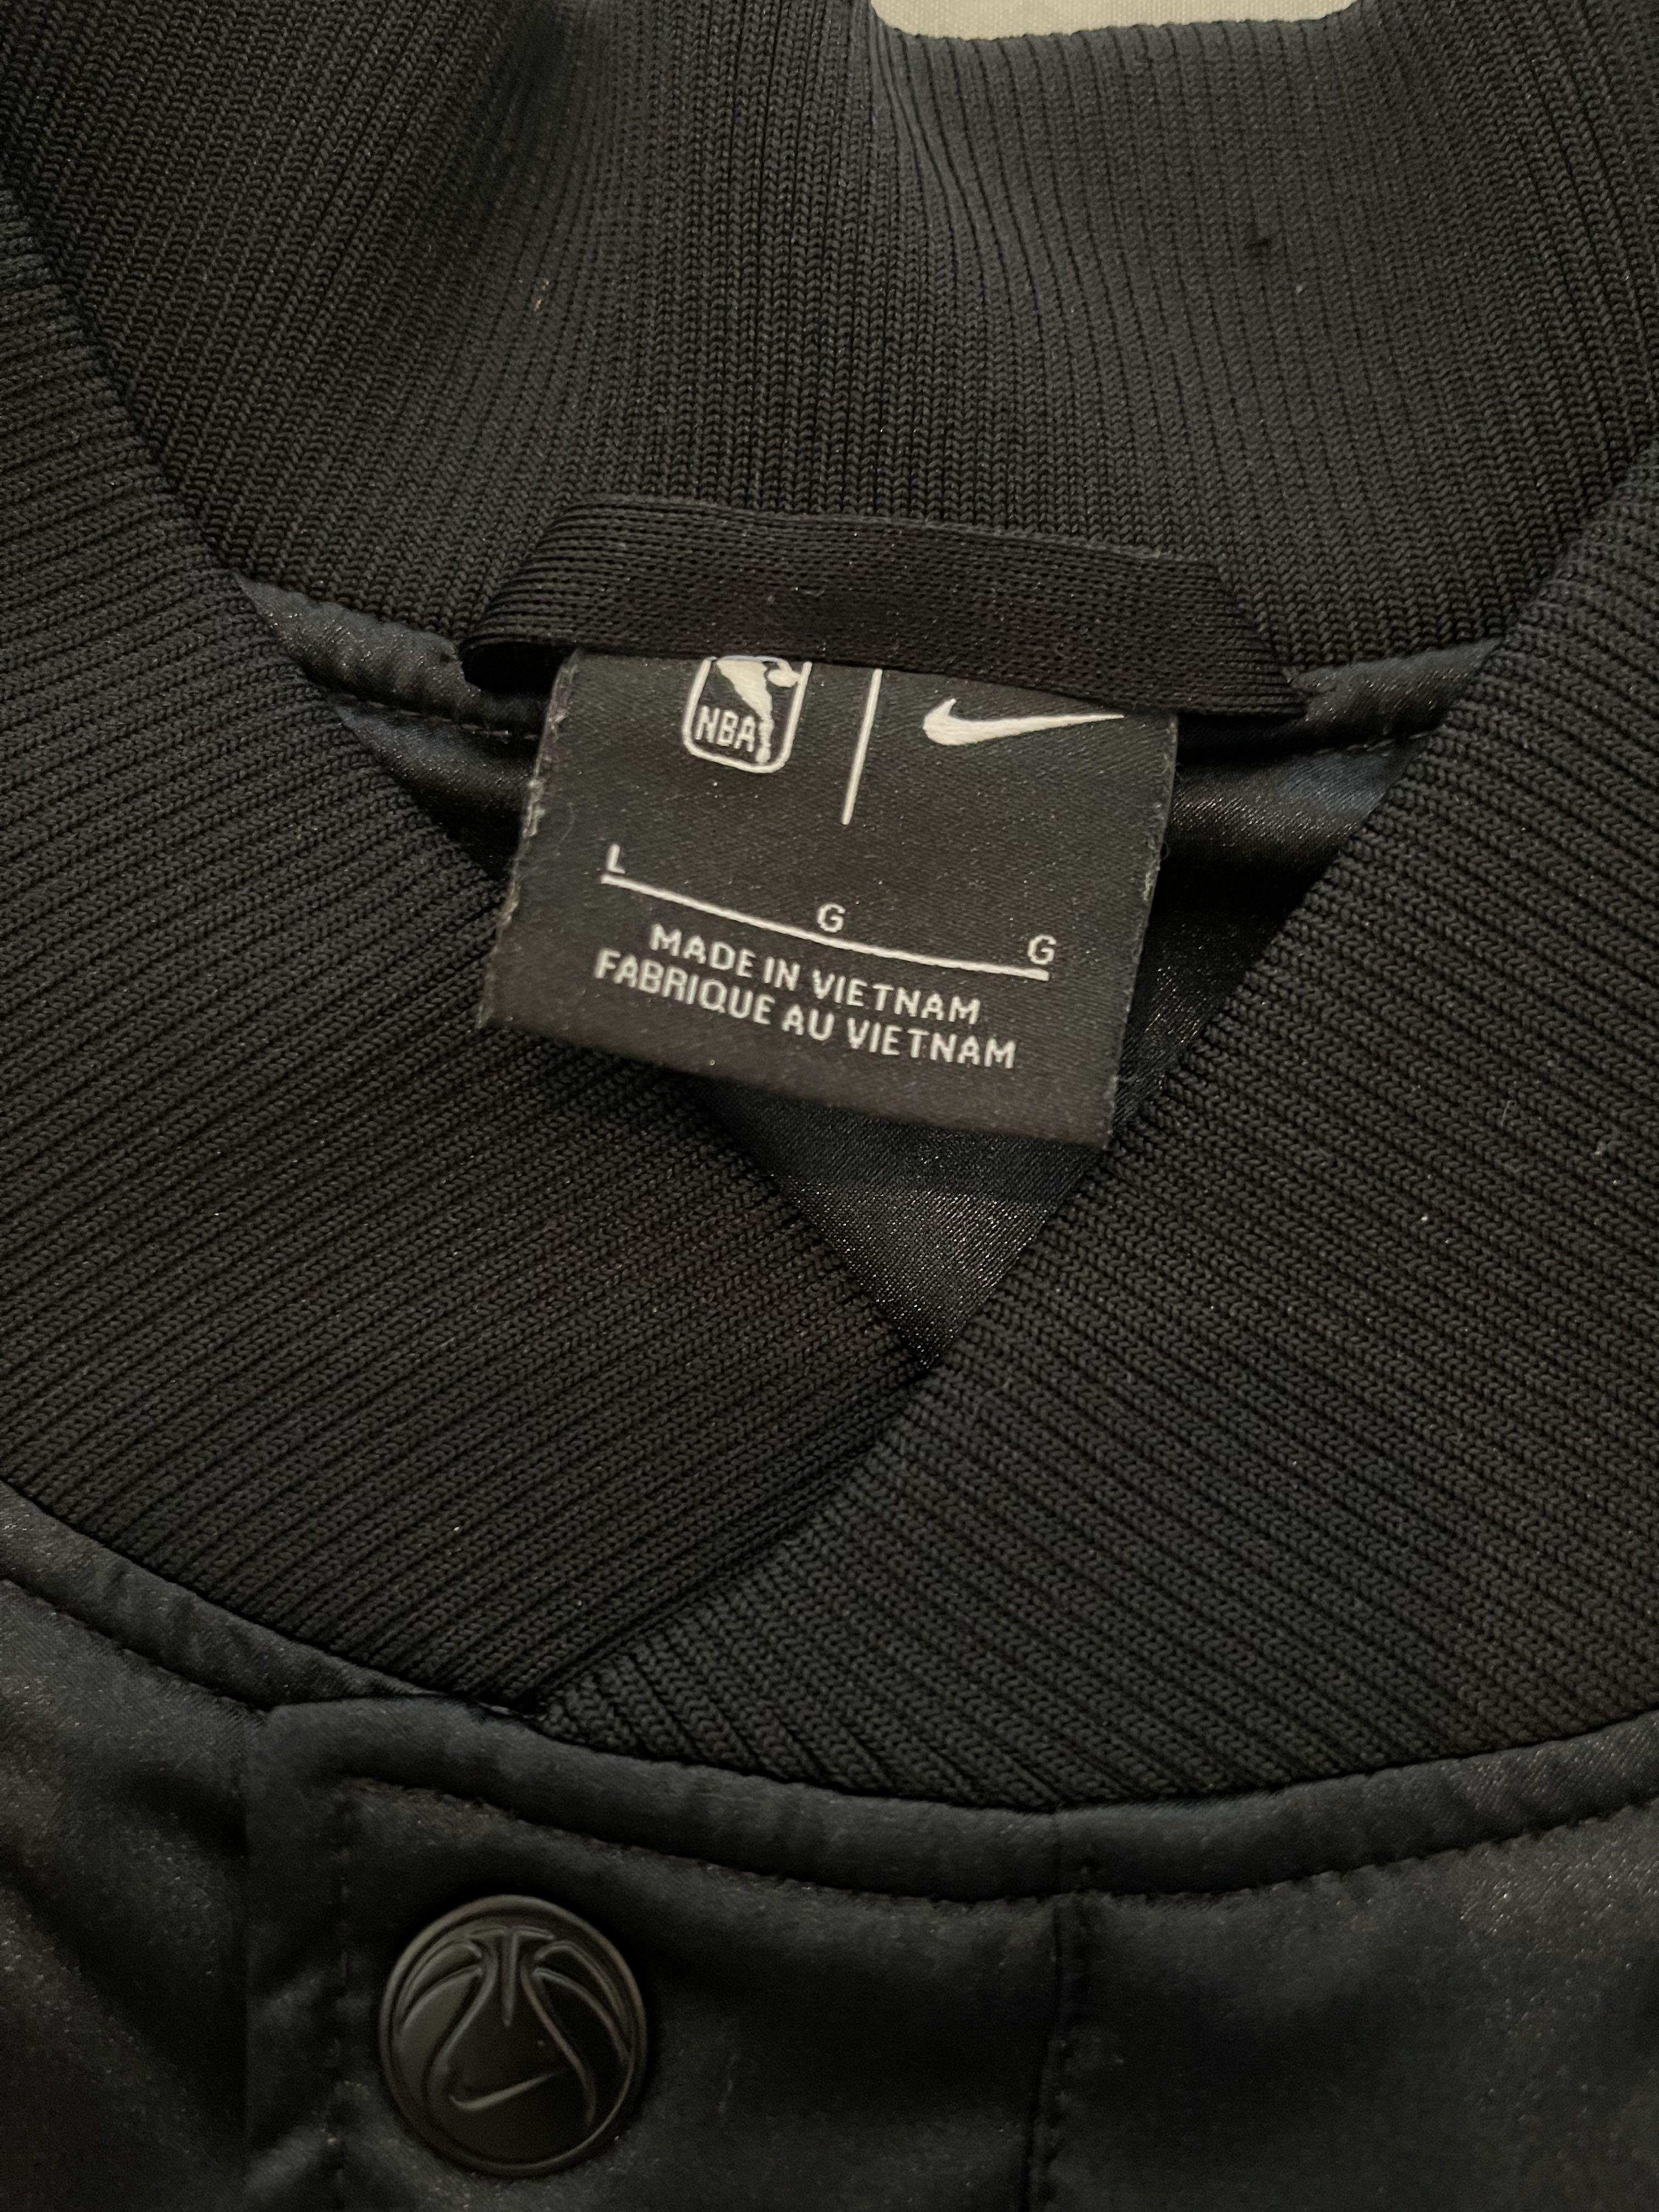 NBA
L G G
MADE IN VIETNAM
FABRIQUE AU VIETNAM